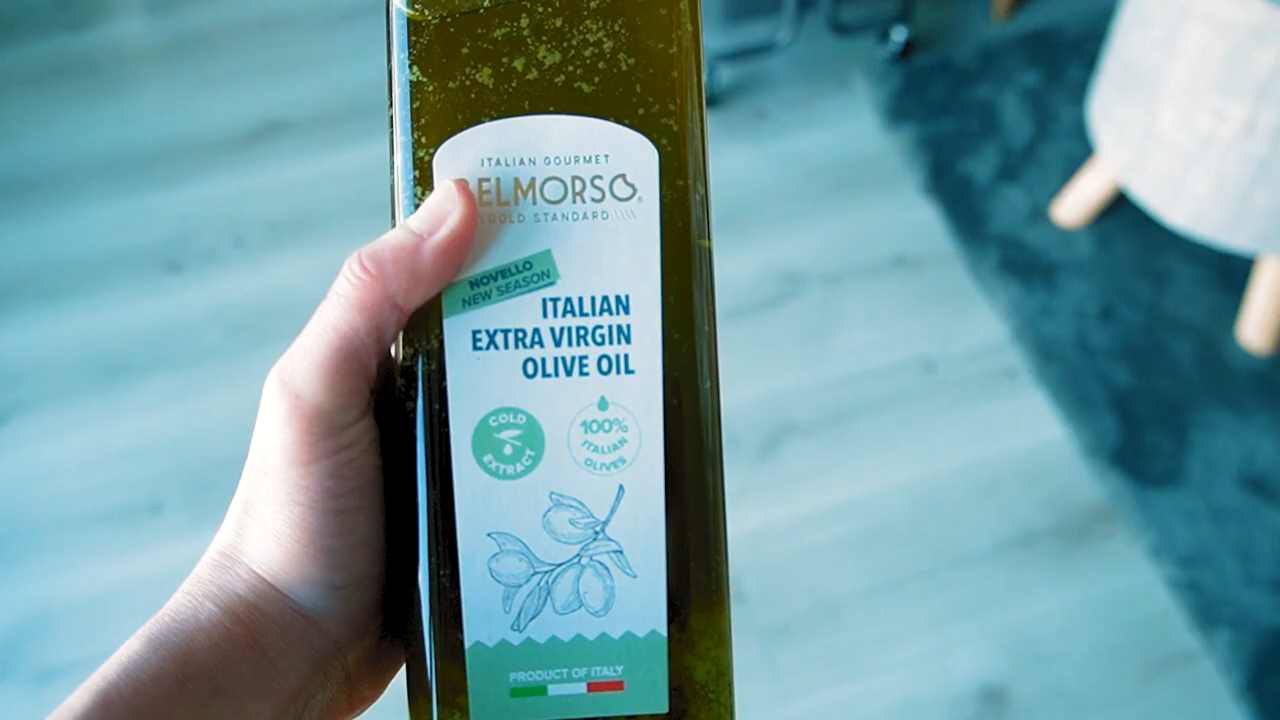 ITALIAN GOURMET
ELMORSO®
GOLD STANDARD
NOVELLO
NEW SEASON
ITALIAN
EXTRA VIRGIN
OLIVE OIL
COLD
EXTRACT
100%
ITALIAN
OLIVES
PRODUCT OF ITALY